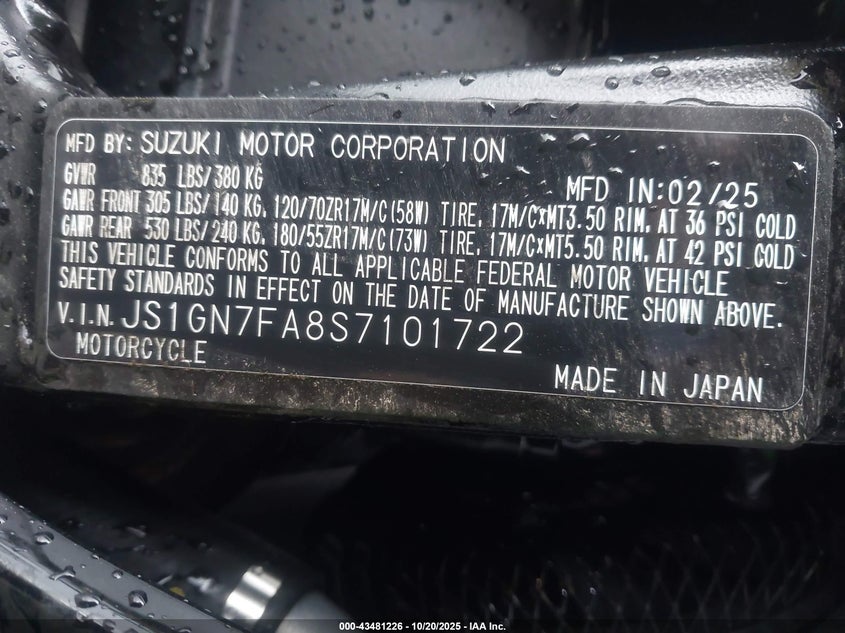 MFD BY: SUZUKI MOTOR CORPORATION
GVWR 835 LBS/380 KG MFD IN:02/25
GAWR FRONT 305 LBS/140 KG. 120/70ZR17M/C(58W) TIRE. 17M/C×MT3.50 RIM. AT 36 PSI COLD
GAWR REAR 530 LBS/240 KG. 180/55ZR17M/C(73W) TIRE. 17M/C×MT5.50 RIM. AT 42 PSI COLD
THIS VEHICLE CONFORMS TO ALL APPLICABLE FEDERAL MOTOR VEHICLE
SAFETY STANDARDS IN EFFECT ON THE DATE OF MANUFACTURE SHOWN ABOVE.
V.I.N. JS1GN7FA8S7101722
MOTORCYCLE MADE IN JAPAN
000-43481226 - 10/20/2025 - IAA Inc.